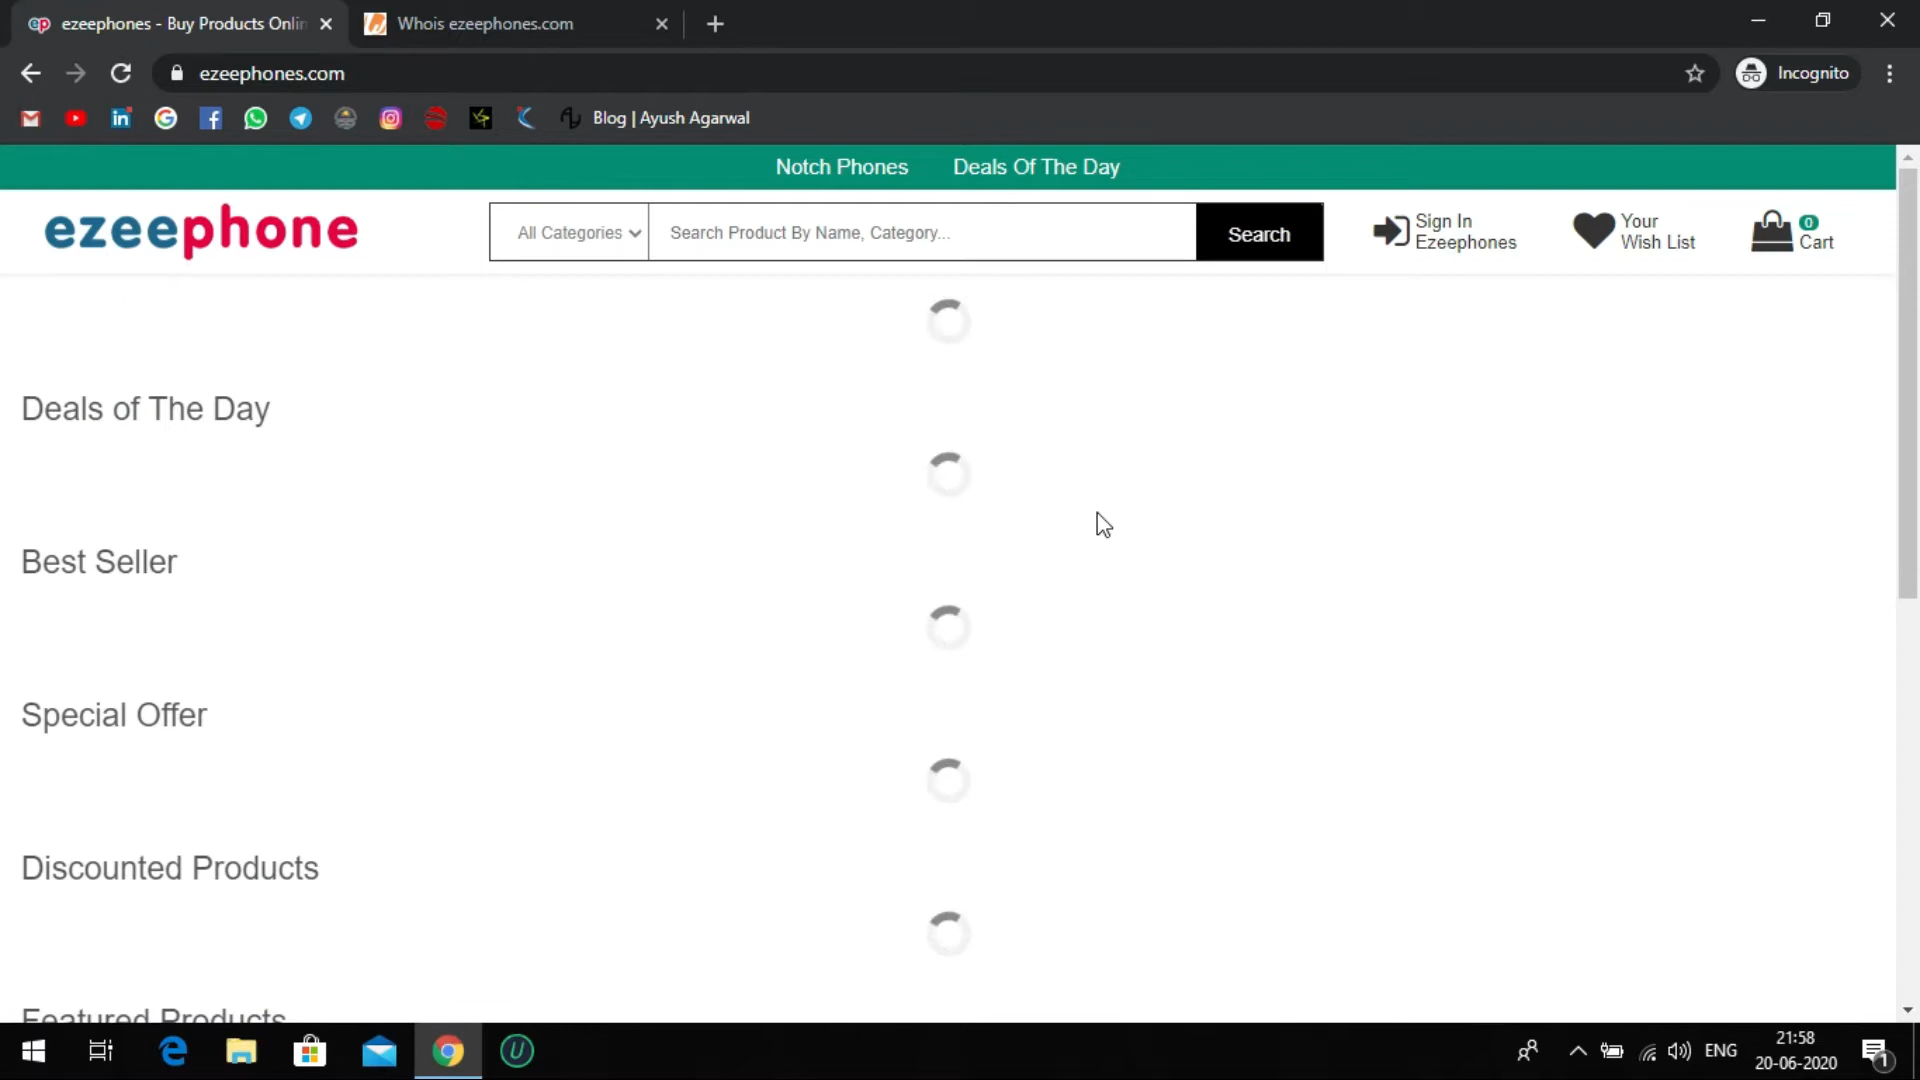 ezeephones - Buy Products Onlin
Whois ezeephones.com
ezeephones.com
Incognito
Blog | Ayush Agarwal
Notch Phones
Deals Of The Day
ezeephone
All Categories
Search Product By Name, Category...
Search
Sign In
Ezeephones
Your
Wish List
0
Cart
Deals of The Day
Best Seller
Special Offer
Discounted Products
Featured Products
ENG
21:58
20-06-2020
1